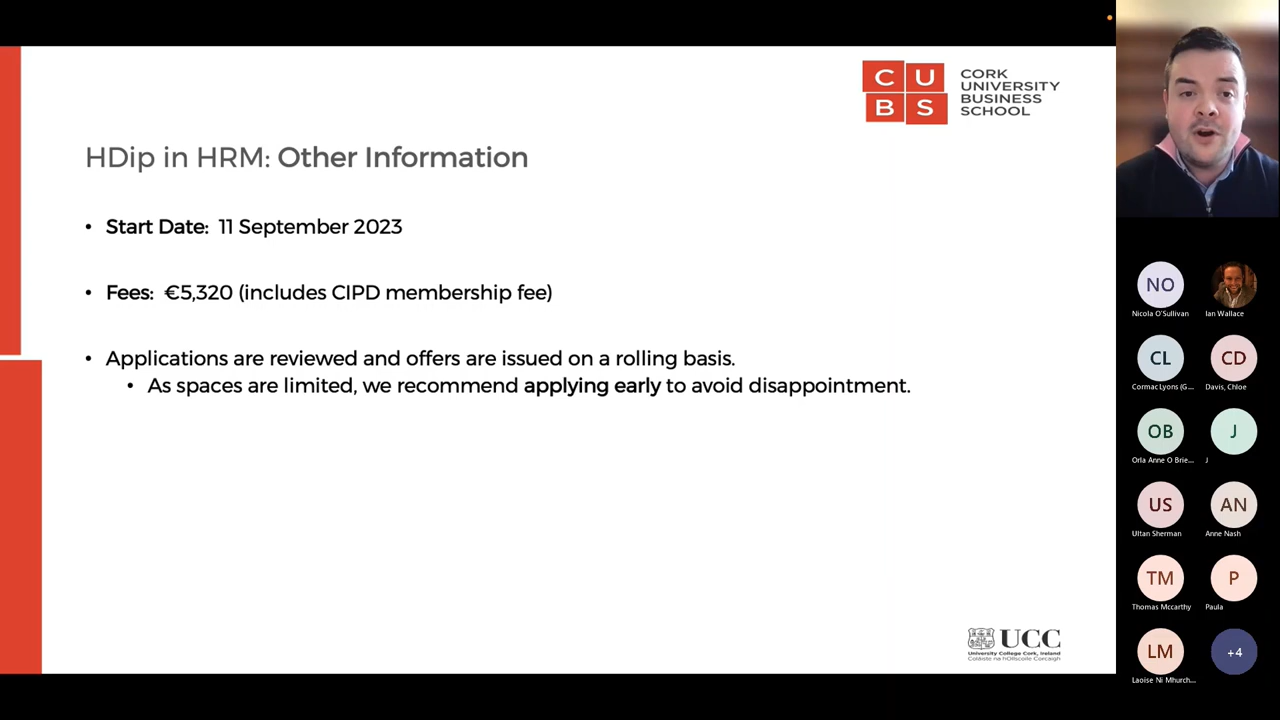 C U
B S
CORK
UNIVERSITY
BUSINESS
SCHOOL
HDip in HRM: Other Information
• Start Date: 11 September 2023
• Fees: €5,320 (includes CIPD membership fee)
• Applications are reviewed and offers are issued on a rolling basis.
• As spaces are limited, we recommend applying early to avoid disappointment.
UCC
University College Cork, Ireland
Coláiste na hOllscoile Corcaigh
NO
Nicola O'Sullivan
Ian Wallace
CL
Cormac Lyons (G...
CD
Davis, Chloe
OB
Orla Anne O Brie...
J
J
US
Ultan Sherman
AN
Anne Nash
TM
Thomas Mccarthy
P
Paula
LM
Laoise Ni Mhurch...
+4